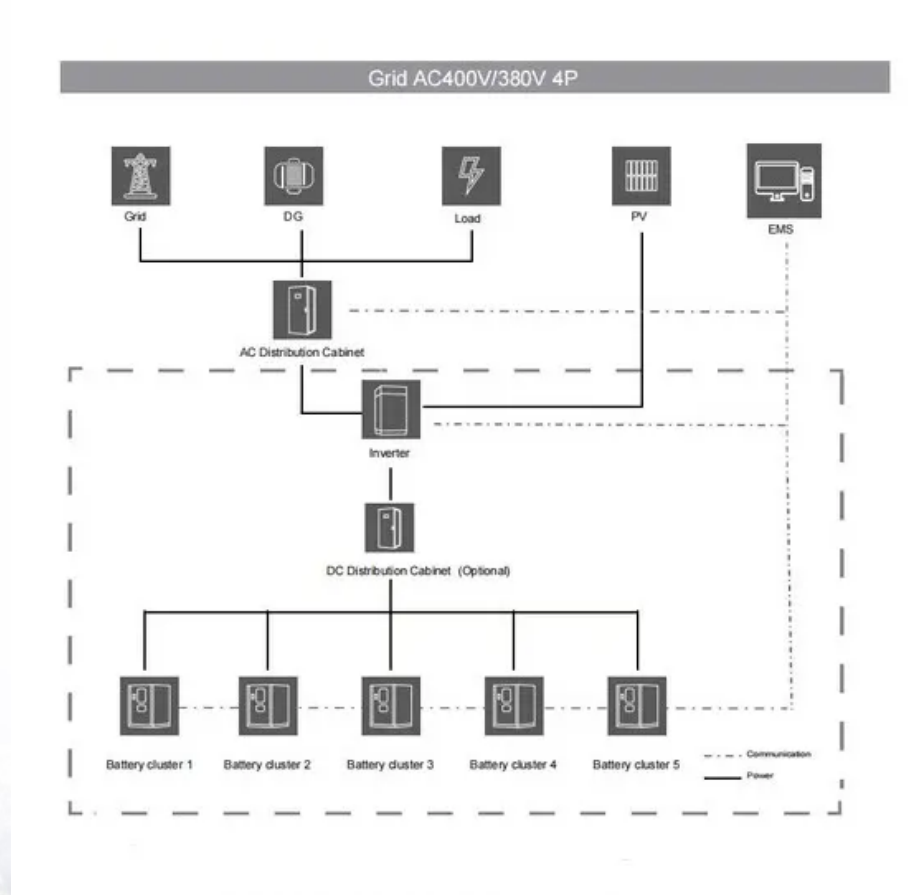 Grid AC400V/380V 4P
Grid
DG
Load
PV
EMS
AC Distribution Cabinet
Inverter
DC Distribution Cabinet (Optional)
Battery cluster 1
Battery cluster 2
Battery cluster 3
Battery cluster 4
Battery cluster 5
Communication
Power